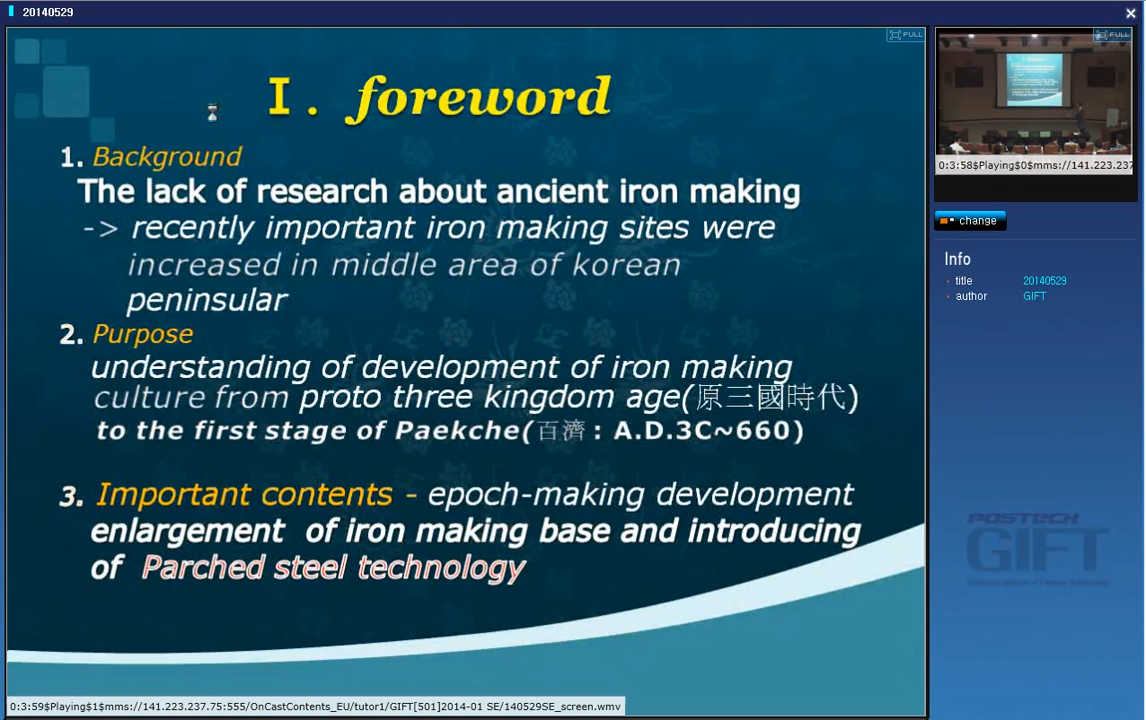 20140529
FULL
I. foreword
1. Background
The lack of research about ancient iron making
-> recently important iron making sites were
increased in middle area of korean
peninsular
2. Purpose
understanding of development of iron making
culture from proto three kingdom age(原三國時代)
to the first stage of Paekche(百濟 : A.D.3C~660)
3. Important contents - epoch-making development
enlargement of iron making base and introducing
of Parched steel technology
0:3:59$Playing$1$mms://141.223.237.75:555/OnCastContents_EU/tutor1/GIFT[501]2014-01 SE/140529SE_screen.wmv
FULL
0:3:58$Playing$0$mms://141.223.237
change
Info
title 20140529
author GIFT
POSTECH
GIFT